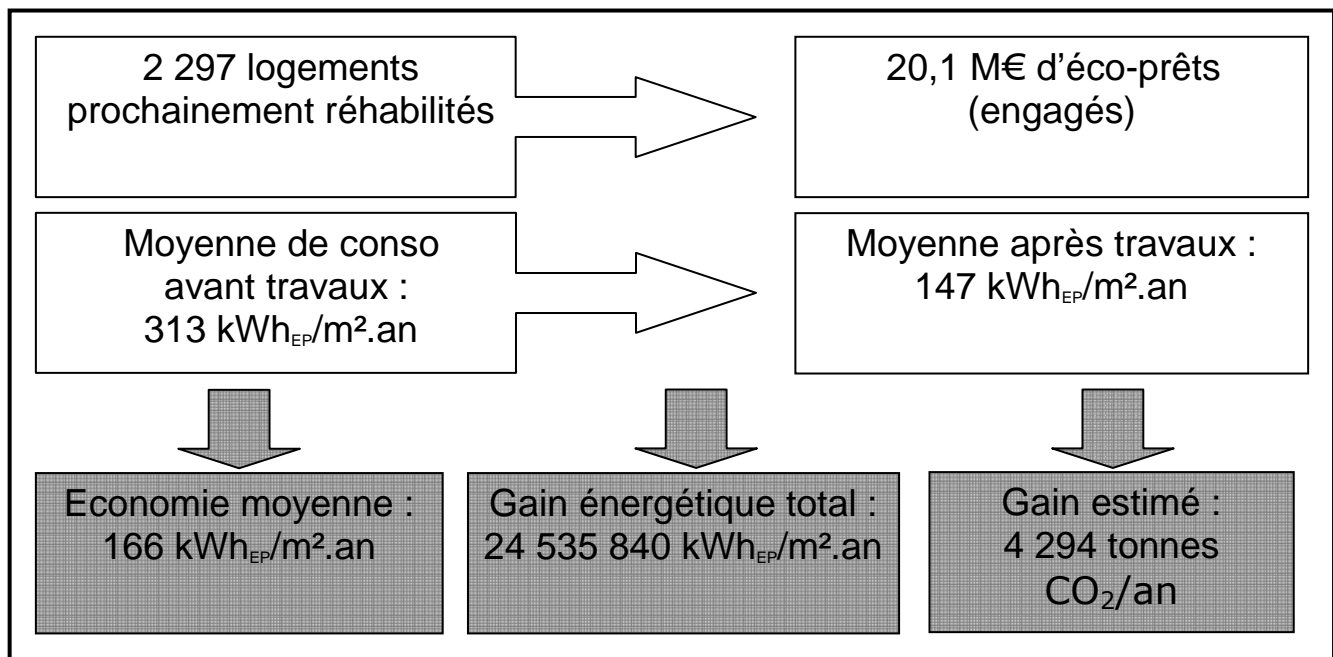 2 297 logements
prochainement réhabilités
20,1 M€ d’éco-prêts
(engagés)
Moyenne de conso
avant travaux :
313 kWhEP/m².an
Moyenne après travaux :
147 kWhEP/m².an
Economie moyenne :
166 kWhEP/m².an
Gain énergétique total :
24 535 840 kWhEP/m².an
Gain estimé :
4 294 tonnes
CO₂/an